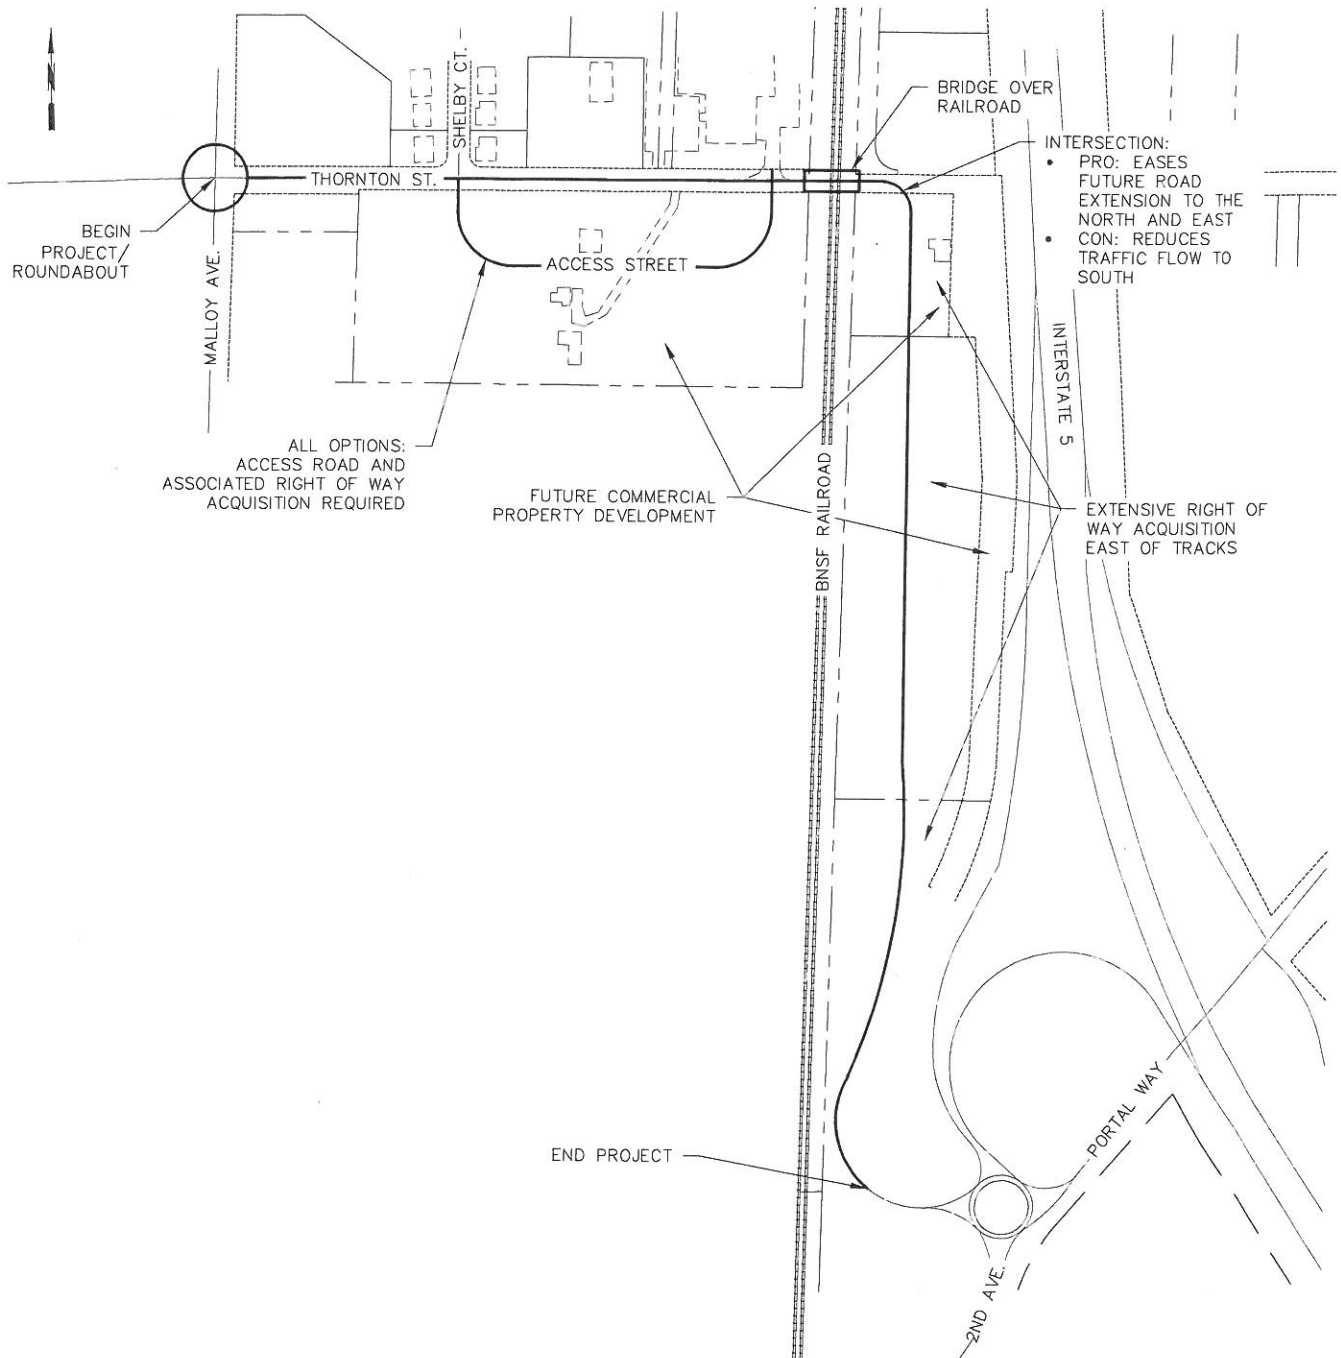 N
BRIDGE OVER
RAILROAD
INTERSECTION:
• PRO: EASES
FUTURE ROAD
EXTENSION TO THE
NORTH AND EAST
• CON: REDUCES
TRAFFIC FLOW TO
SOUTH
SHELBY CT.
THORNTON ST.
BEGIN
PROJECT/
ROUNDABOUT
MALLOY AVE.
ACCESS STREET
INTERSTATE 5
ALL OPTIONS:
ACCESS ROAD AND
ASSOCIATED RIGHT OF WAY
ACQUISITION REQUIRED
FUTURE COMMERCIAL
PROPERTY DEVELOPMENT
BNSF RAILROAD
EXTENSIVE RIGHT OF
WAY ACQUISITION
EAST OF TRACKS
PORTAL WAY
END PROJECT
2ND AVE.